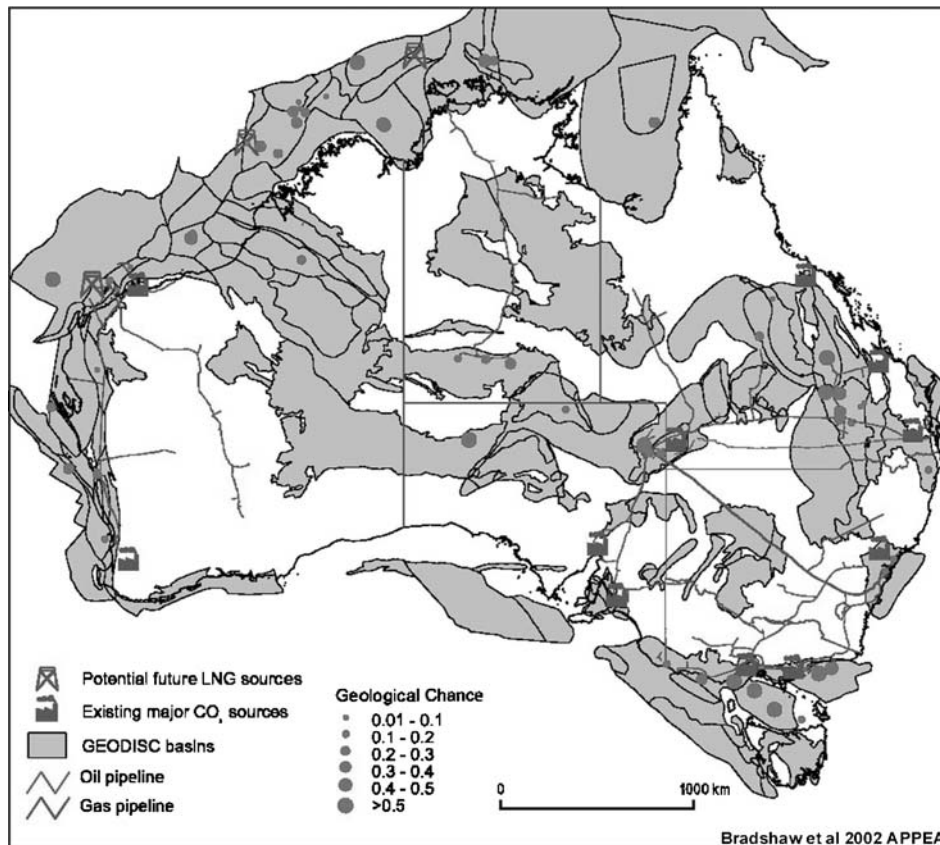 Potential future LNG sources
Existing major CO, sources
GEODISC basins
Oil pipeline
Gas pipeline
Geological Chance
0.01 - 0.1
0.1 - 0.2
0.2 - 0.3
0.3 - 0.4
0.4 - 0.5
>0.5
0 1000 km
Bradshaw et al 2002 APPEA